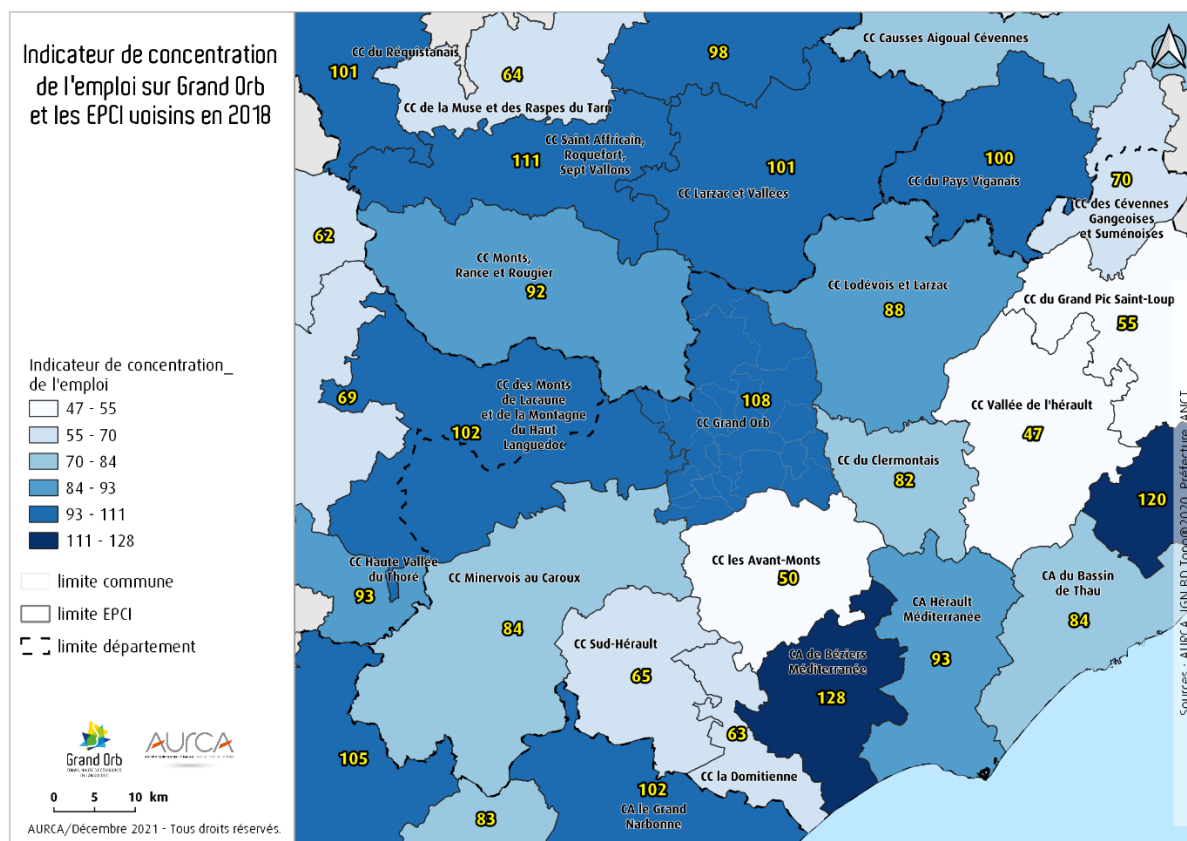 Indicateur de concentration
de l'emploi sur Grand Orb
et les EPCI voisins en 2018
Indicateur de concentration_
de l'emploi
47 - 55
55 - 70
70 - 84
84 - 93
93 - 111
111 - 128
limite commune
limite EPCI
limite département
Grand Orb
AURCA
0 5 10 km
AURCA/Décembre 2021 - Tous droits réservés.
CC du Réquistanais
101
64
CC de la Muse et des Raspes du Tarn
98
CC Causses Aigoual Cévennes
CC Saint Affricain,
Roquefort,
Sept Vallons
111
101
CC Larzac et Vallées
100
CC du Pays Viganais
70
CC des Cévennes
Gangeoises
et Suménoises
62
CC Monts,
Rance et Rougier
92
CC Lodévois et Larzac
88
CC du Grand Pic Saint-Loup
55
69
CC des Monts
de Lacaune
et de la Montagne
du Haut
Languedoc
102
108
CC Grand Orb
CC Vallée de l'hérault
47
CC du Clermontais
82
120
CC Haute Vallée
du Thoré
93
CC Minervois au Caroux
84
CC les Avant-Monts
50
CA Hérault
Méditerranée
93
CA du Bassin
de Thau
84
CC Sud-Hérault
65
CA de Béziers
Méditerranée
128
63
CC la Domitienne
105
102
CA le Grand
Narbonne
83
Sources : AURCA, IGN BD Topo©2020, Préfecture, ANCT